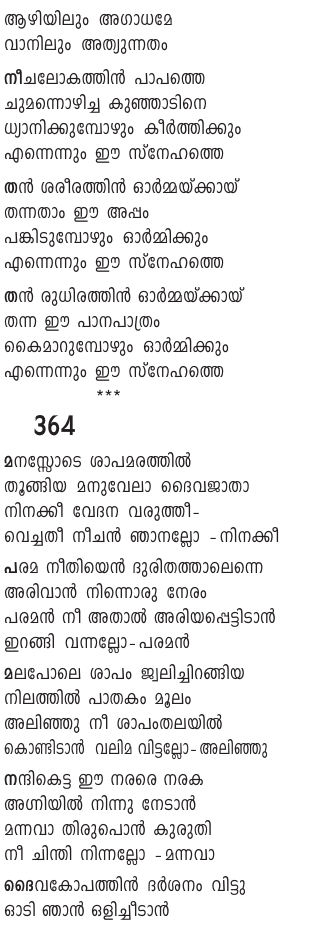 ആഴിയിലും അഗാധമേ
വാനിലും അത്യുന്നതം
നീചലോകത്തിൻ പാപത്തെ
ചുമന്നൊഴിച്ച കുഞ്ഞാടിനെ
ധ്യാനിക്കുമ്പോഴും കീർത്തിക്കും
എന്നെന്നും ഈ സ്നേഹത്തെ
തൻ ശരീരത്തിൻ ഓർമ്മയ്ക്കായ്
തന്നതാം ഈ അപ്പം
പങ്കിടുമ്പോഴും ഓർമ്മിക്കും
എന്നെന്നും ഈ സ്നേഹത്തെ
തൻ രുധിരത്തിൻ ഓർമ്മയ്ക്കായ്
തന്ന ഈ പാനപാത്രം
കൈമാറുമ്പോഴും ഓർമ്മിക്കും
എന്നെന്നും ഈ സ്നേഹത്തെ
***
364
മനസ്സോടെ ശാപമരത്തിൽ
തൂങ്ങിയ മനുവേലാ ദൈവജാതാ
നിനക്കീ വേദന വരുത്തീ-
വെച്ചതീ നീചൻ ഞാനല്ലോ -നിനക്കീ
പരമ നീതിയെൻ ദുരിതത്താലെന്നെ
അരിവാൻ നിന്നൊരു നേരം
പരമൻ നീ അതാൽ അരിയപ്പെട്ടിടാൻ
ഇറങ്ങി വന്നല്ലോ-പരമൻ
മലപോലെ ശാപം ജ്വലിച്ചിറങ്ങിയ
നിലത്തിൽ പാതകം മൂലം
അലിഞ്ഞു നീ ശാപംതലയിൽ
കൊണ്ടിടാൻ വലിമ വിട്ടല്ലോ-അലിഞ്ഞു
നന്ദികെട്ട ഈ നരരെ നരക
അഗ്നിയിൽ നിന്നു നേടാൻ
മന്നവാ തിരുപൊൻ കുരുതി
നീ ചിന്തി നിന്നല്ലോ -മന്നവാ
ദൈവകോപത്തിൻ ദർശനം വിട്ടു
ഓടി ഞാൻ ഒളിച്ചീടാൻ